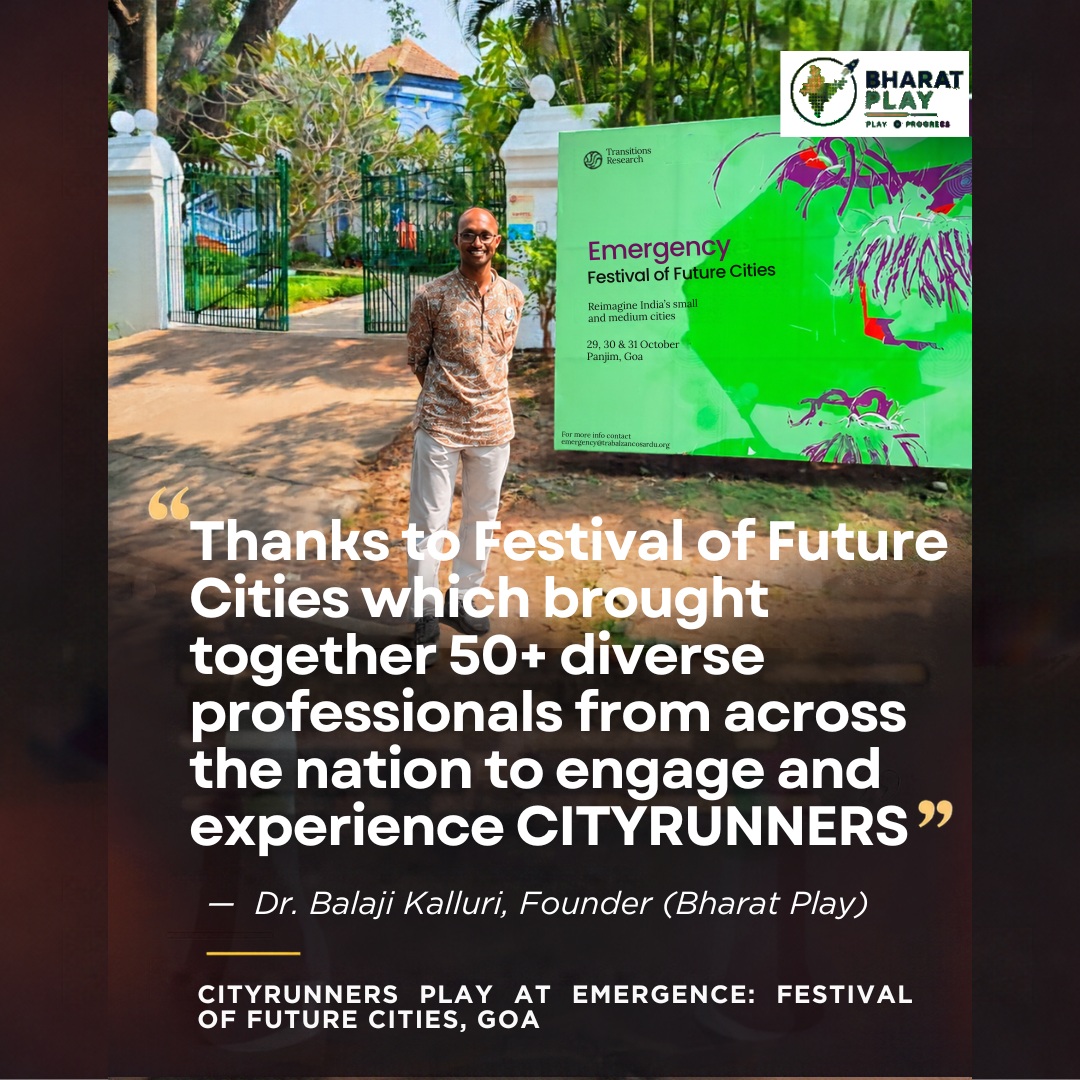 BHARAT
PLAY
PLAY PROGRESS
Transitions
Research
Emergency
Festival of Future Cities
Reimagine India's small
and medium cities
29, 30 & 31 October
Panjim, Goa
For more info contact
emergency@trabalzancosardu.org
“Thanks to Festival of Future
Cities which brought
together 50+ diverse
professionals from across
the nation to engage and
experience CITYRUNNERS”
— Dr. Balaji Kalluri, Founder (Bharat Play)
CITYRUNNERS PLAY AT EMERGENCE: FESTIVAL
OF FUTURE CITIES, GOA